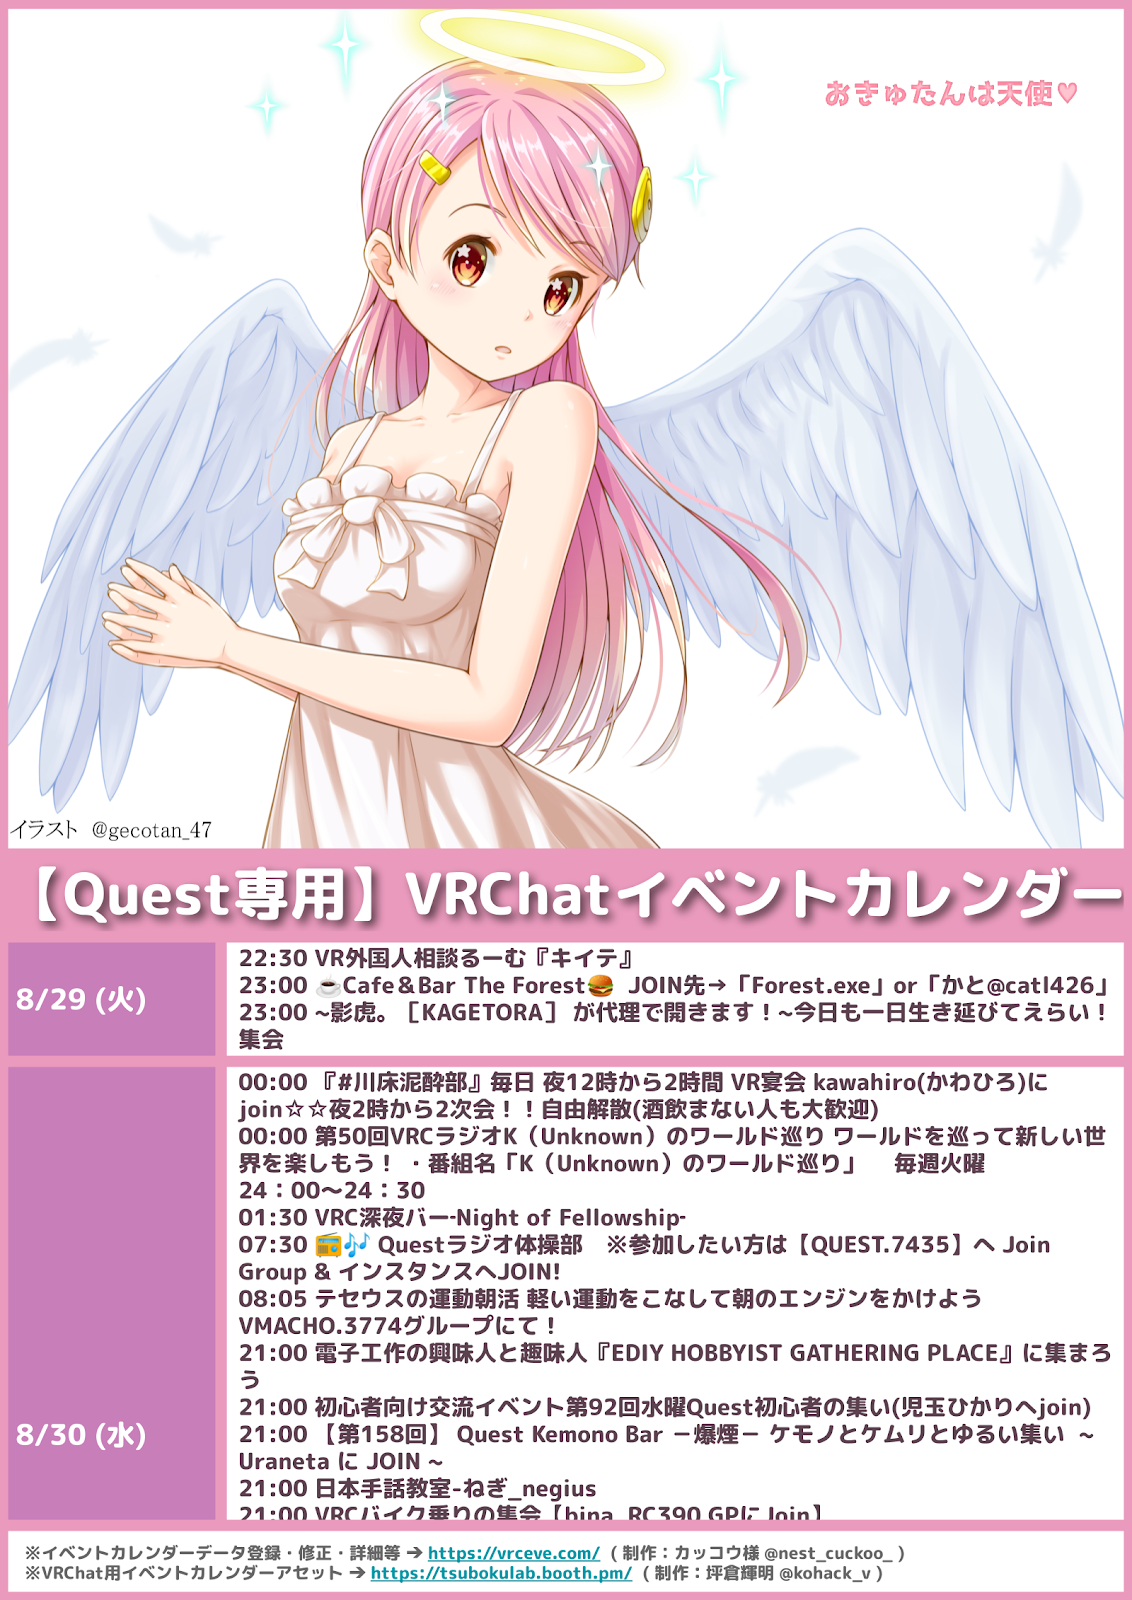 おきゅたんは天使♥
イラスト @gecotan_47
【Quest専用】VRChatイベントカレンダー
8/29 (火)
22:30 VR外国人相談るーむ『キイテ』
23:00 ☕Cafe＆Bar The Forest🍔 JOIN先→「Forest.exe」or「かと@catl426」
23:00 ~影虎。［KAGETORA］ が代理で開きます！~今日も一日生き延びてえらい！
集会
8/30 (水)
00:00 『#川床泥酔部』毎日 夜12時から2時間 VR宴会 kawahiro(かわひろ)に
join☆☆夜2時から2次会！！自由解散(酒飲まない人も大歓迎)
00:00 第50回VRCラジオK（Unknown）のワールド巡り ワールドを巡って新しい世
界を楽しもう！ ・番組名「K（Unknown）のワールド巡り」　毎週火曜
24：00〜24：30
01:30 VRC深夜バー-Night of Fellowship-
07:30 📻🎶 Questラジオ体操部　※参加したい方は【QUEST.7435】へ Join
Group & インスタンスへJOIN!
08:05 テセウスの運動朝活 軽い運動をこなして朝のエンジンをかけよう
VMACHO.3774グループにて！
21:00 電子工作の興味人と趣味人『EDIY HOBBYIST GATHERING PLACE』に集まろ
う
21:00 初心者向け交流イベント第92回水曜Quest初心者の集い(児玉ひかりへjoin)
21:00 【第158回】 Quest Kemono Bar －爆煙－ ケモノとケムリとゆるい集い ～
Uraneta に JOIN ～
21:00 日本手話教室-ねぎ_negius
21:00 VRCバイク乗りの集会【bina_RC390 GPに Join】
※イベントカレンダーデータ登録・修正・詳細等 ➔ https://vrceve.com/ （制作：カッコウ様 @nest_cuckoo_ ）
※VRChat用イベントカレンダーアセット ➔ https://tsubokulab.booth.pm/ （制作：坪倉輝明 @kohack_v ）